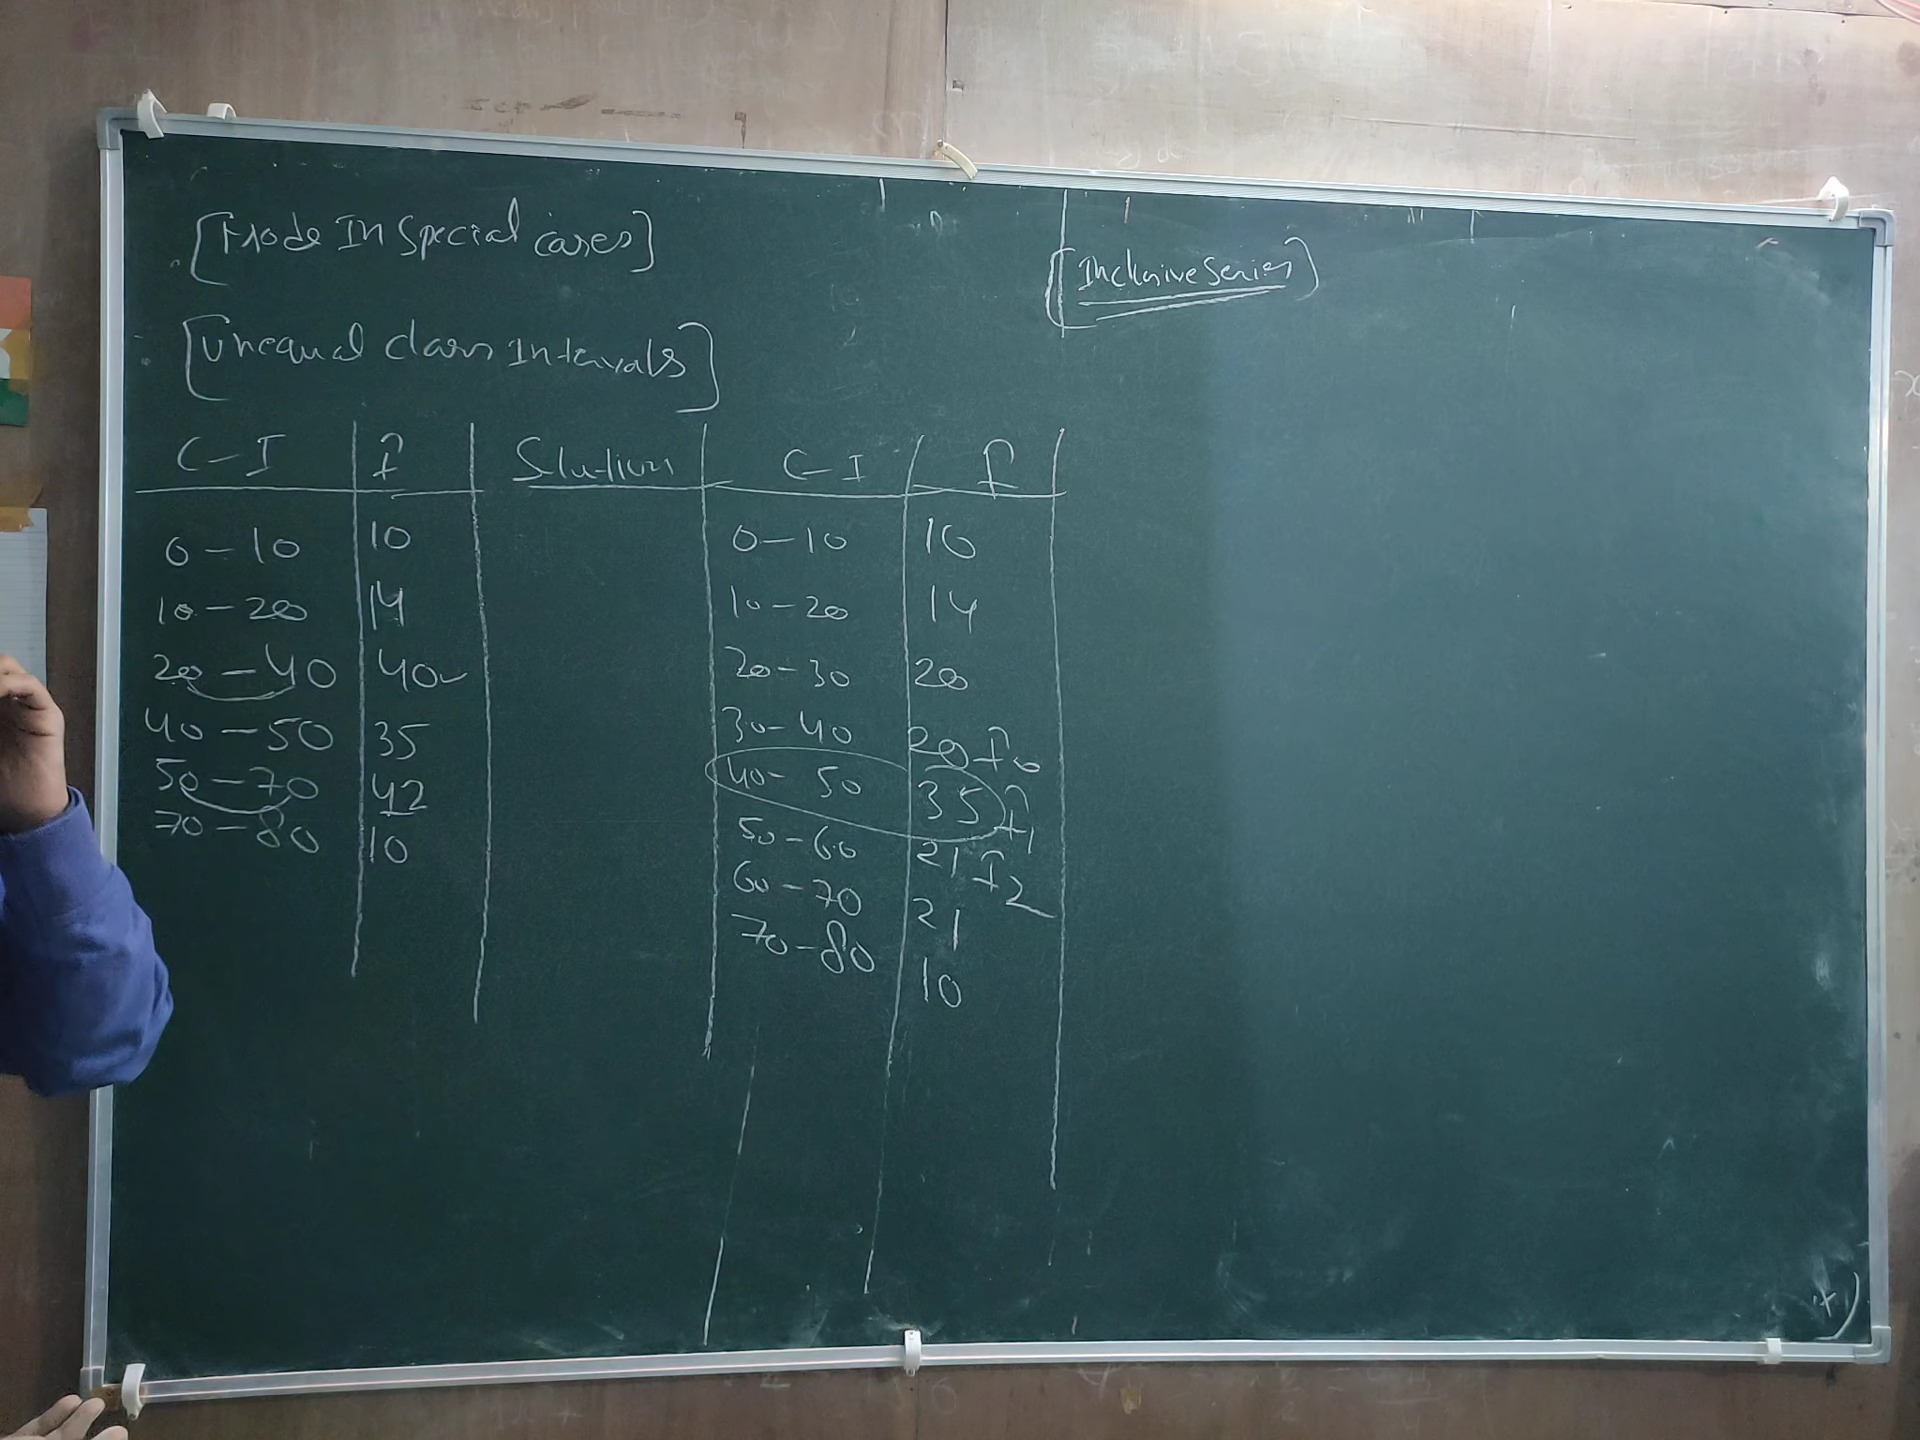 [Mode In Special cases]
[Inclusive Series]
[Unequal class Intervals]
C-I f Solution C-I f
0-10 10 0-10 10
10-20 14 10-20 14
20-40 40 20-30 20
40-50 35 30-40 20 f0
50-70 42 40-50 35 f1
70-80 10 50-60 21 f2
60-70 21
70-80 10